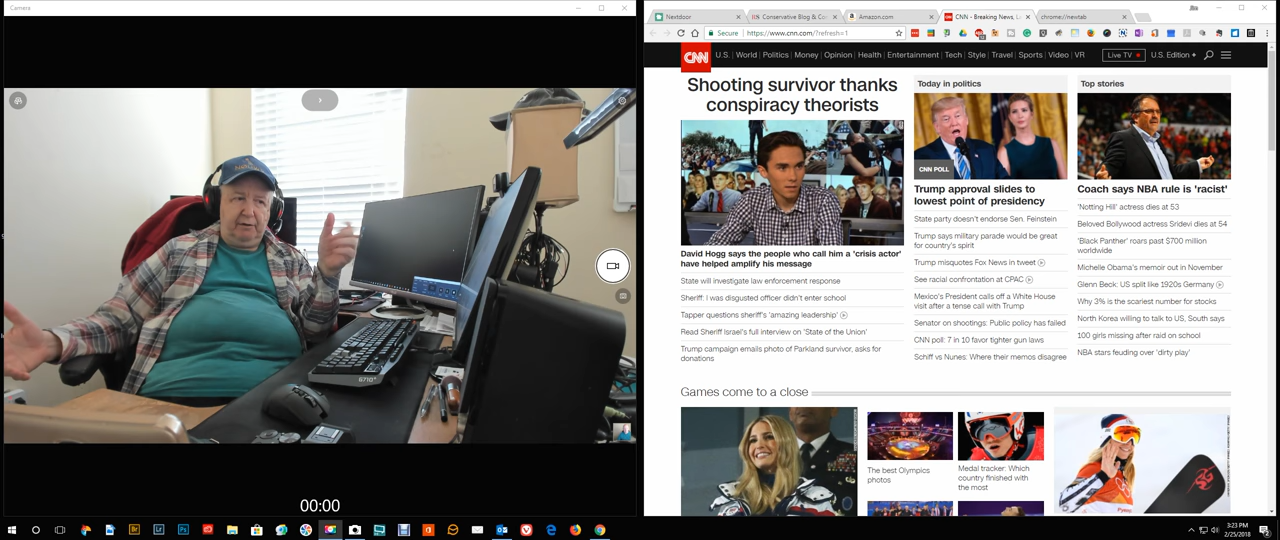 Camera
00:00
6710
Nextdoor
Conservative Blog & Co
Amazon.com
CNN - Breaking News, L
chrome://newtab
Secure
https://www.cnn.com/?refresh=1
CNN
U.S. World Politics Money Opinion Health Entertainment Tech Style Travel Sports Video VR
Live TV
U.S. Edition +
Shooting survivor thanks
conspiracy theorists
David Hogg says the people who call him a 'crisis actor'
have helped amplify his message
State will investigate law enforcement response
Sheriff: I was disgusted officer didn't enter school
Tapper questions sheriff's 'amazing leadership'
Read Sheriff Israel's full interview on 'State of the Union'
Trump campaign emails photo of Parkland survivor, asks for
donations
Today in politics
CNN POLL
Trump approval slides to
lowest point of presidency
State party doesn't endorse Sen. Feinstein
Trump says military parade would be great
for country's spirit
Trump misquotes Fox News in tweet
See racial confrontation at CPAC
Mexico's President calls off a White House
visit after a tense call with Trump
Senator on shootings: Public policy has failed
CNN poll: 7 in 10 favor tighter gun laws
Schiff vs Nunes: Where their memos disagree
Top stories
Coach says NBA rule is 'racist'
'Notting Hill' actress dies at 53
Beloved Bollywood actress Sridevi dies at 54
'Black Panther' roars past $700 million
worldwide
Michelle Obama's memoir out in November
Glenn Beck: US split like 1920s Germany
Why 3% is the scariest number for stocks
North Korea willing to talk to US, South says
100 girls missing after raid on school
NBA stars feuding over 'dirty play'
Games come to a close
The best Olympics
photos
Medal tracker: Which
country finished with
the most
Br
Lr
Ps
3:23 PM
2/25/2018